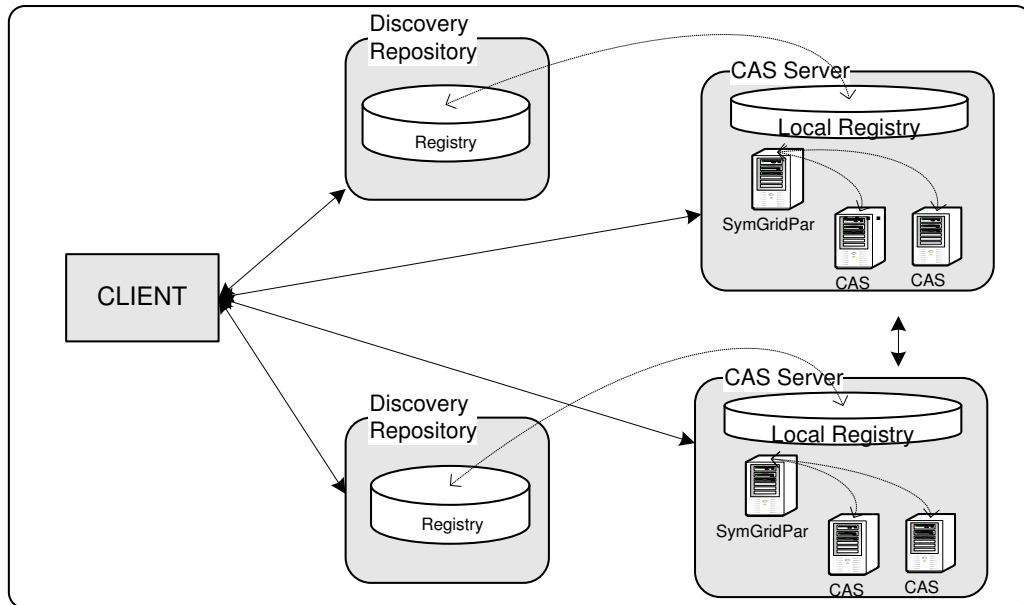 Discovery
Repository
Registry
CAS Server
Local Registry
SymGridPar
CAS
CAS
CLIENT
Discovery
Repository
Registry
CAS Server
Local Registry
SymGridPar
CAS
CAS